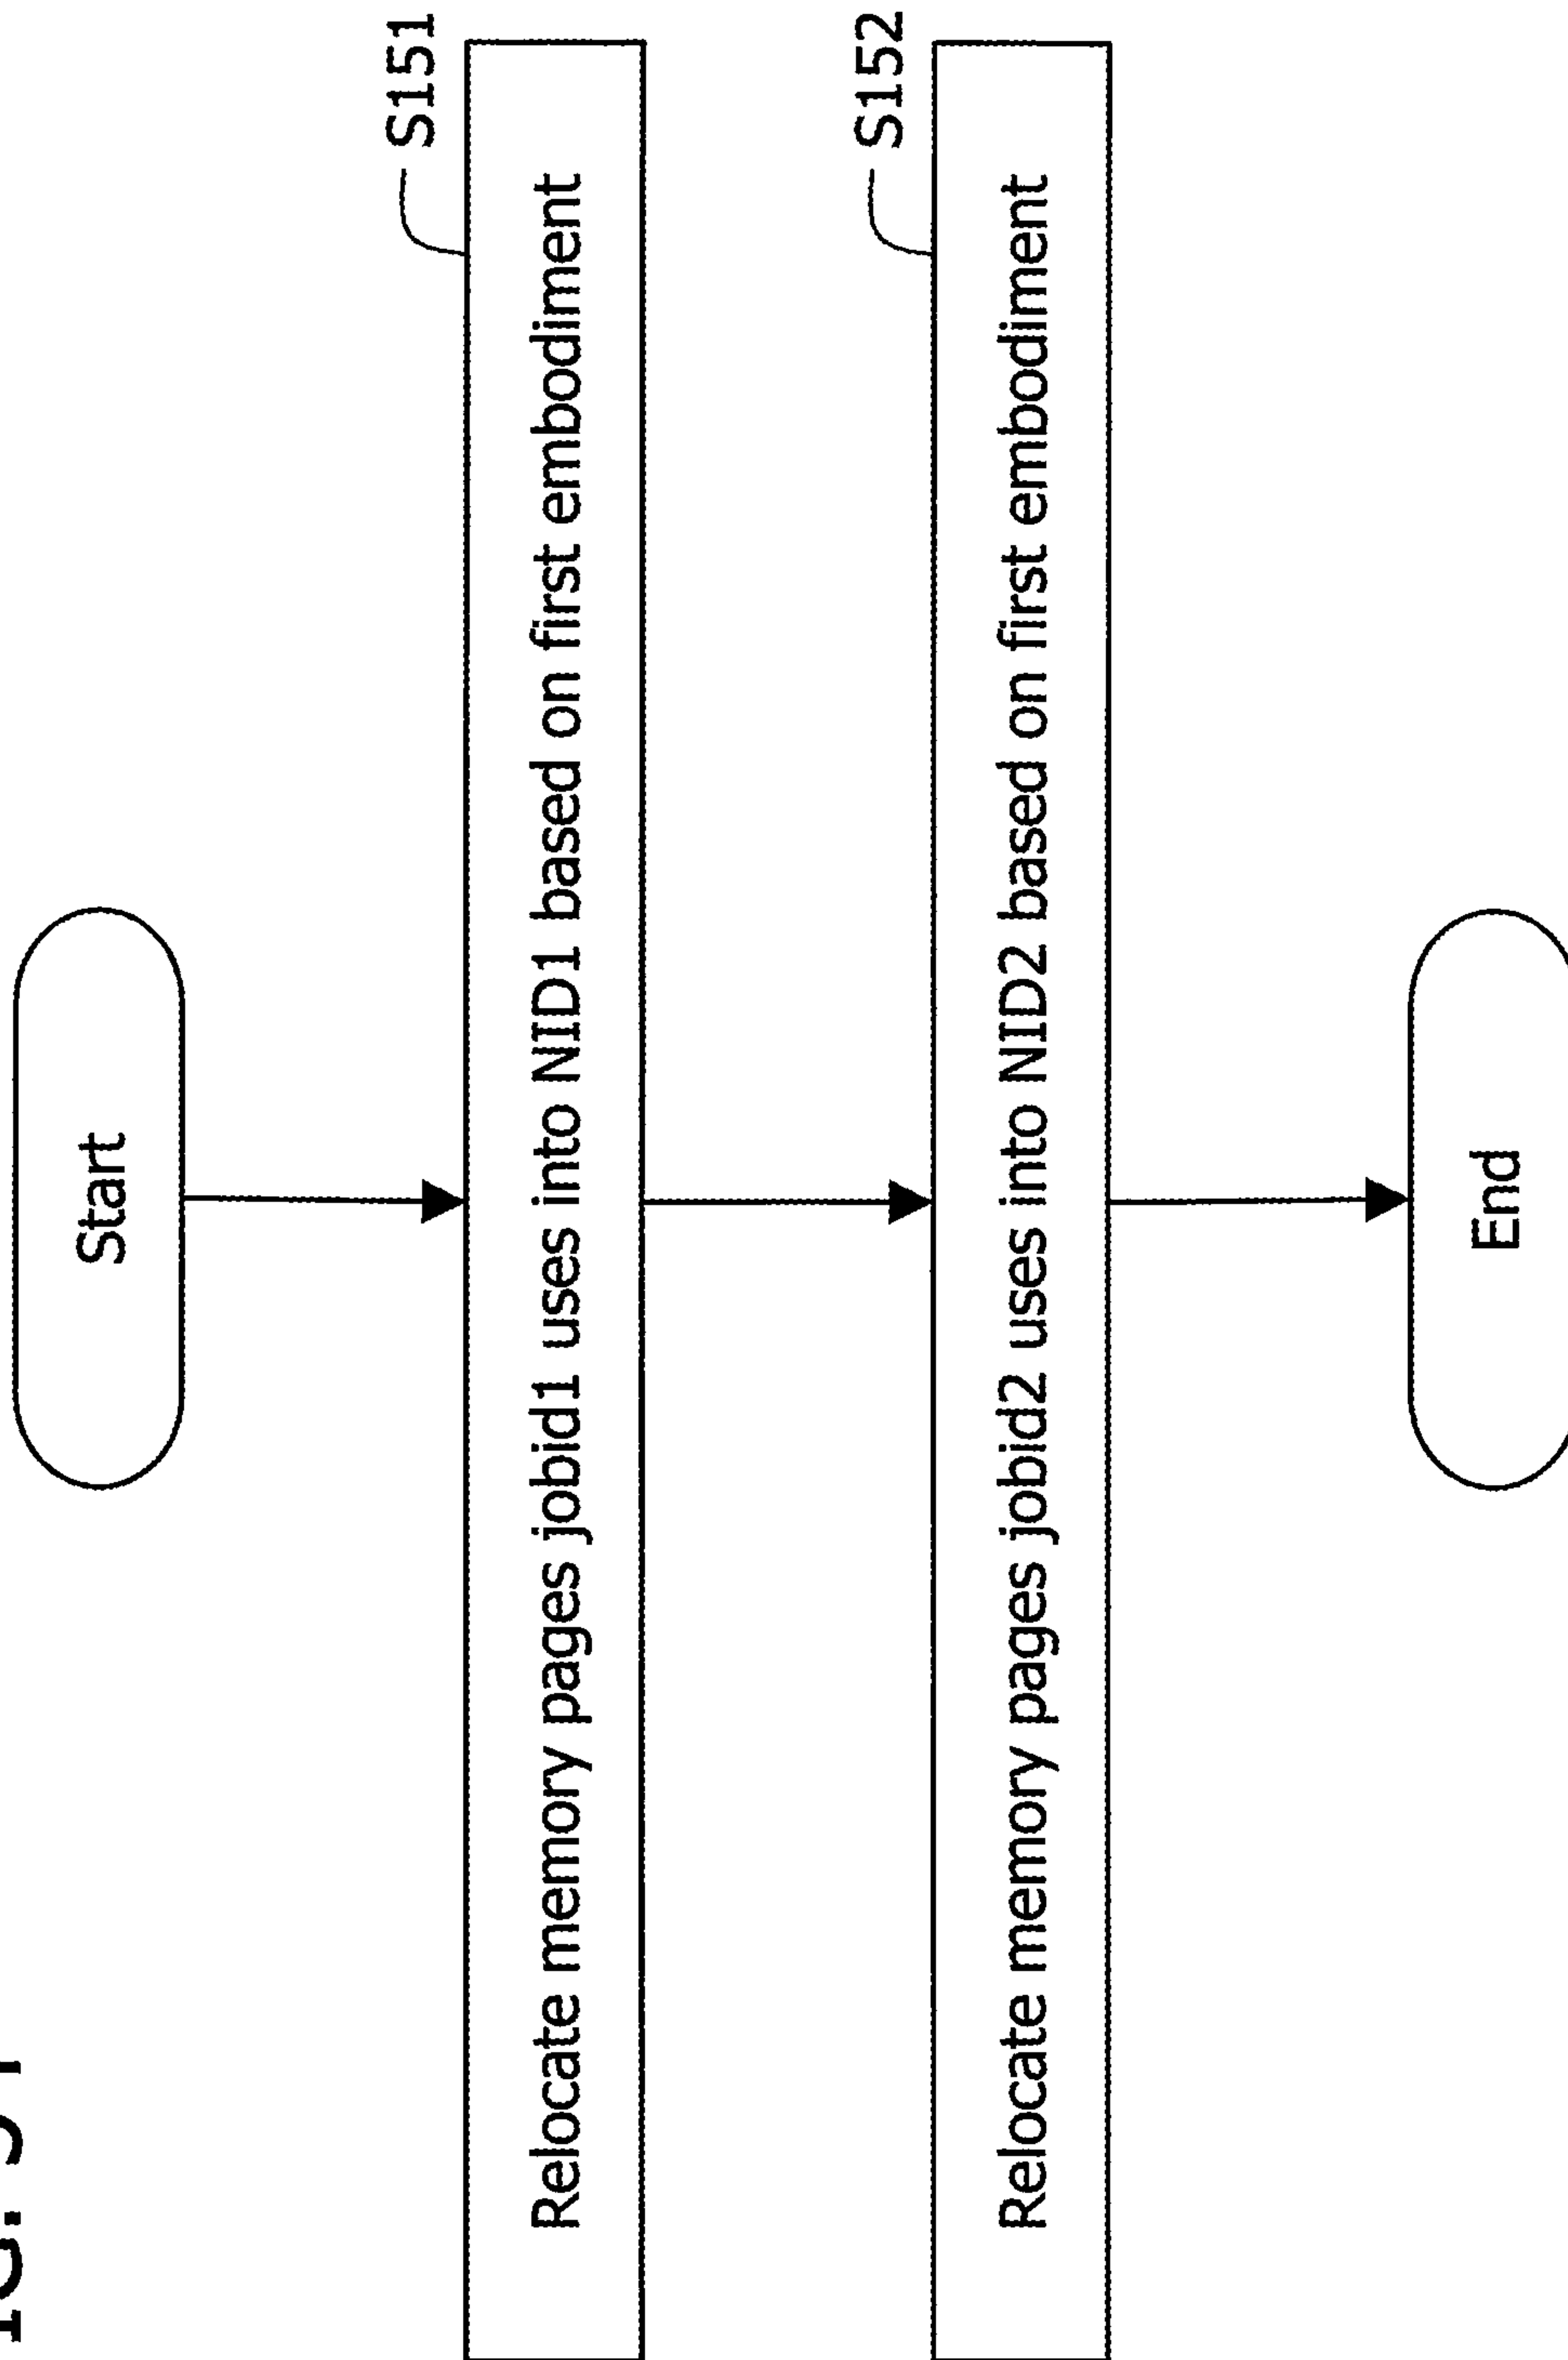 Start
S151
Relocate memory pages jobid1 uses into NID1 based on first embodiment
S152
Relocate memory pages jobid2 uses into NID2 based on first embodiment
End